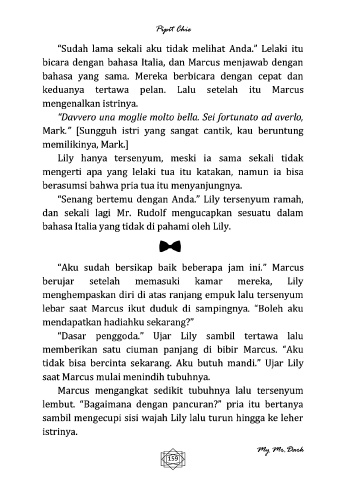 Pipit Chie
“Sudah lama sekali aku tidak melihat Anda.” Lelaki itu
bicara dengan bahasa Italia, dan Marcus menjawab dengan
bahasa yang sama. Mereka berbicara dengan cepat dan
keduanya tertawa pelan. Lalu setelah itu Marcus
mengenalkan istrinya.
“Davvero una moglie molto bella. Sei fortunato ad averlo,
Mark.” [Sungguh istri yang sangat cantik, kau beruntung
memilikinya, Mark.]
Lily hanya tersenyum, meski ia sama sekali tidak
mengerti apa yang lelaki tua itu katakan, namun ia bisa
berasumsi bahwa pria tua itu menyanjungnya.
“Senang bertemu dengan Anda.” Lily tersenyum ramah,
dan sekali lagi Mr. Rudolf mengucapkan sesuatu dalam
bahasa Italia yang tidak di pahami oleh Lily.
“Aku sudah bersikap baik beberapa jam ini.” Marcus
berujar setelah memasuki kamar mereka, Lily
menghempaskan diri di atas ranjang empuk lalu tersenyum
lebar saat Marcus ikut duduk di sampingnya. “Boleh aku
mendapatkan hadiahku sekarang?”
“Dasar penggoda.” Ujar Lily sambil tertawa lalu
memberikan satu ciuman panjang di bibir Marcus. “Aku
tidak bisa bercinta sekarang. Aku butuh mandi.” Ujar Lily
saat Marcus mulai menindih tubuhnya.
Marcus mengangkat sedikit tubuhnya lalu tersenyum
lembut. “Bagaimana dengan pancuran?” pria itu bertanya
sambil mengecupi sisi wajah Lily lalu turun hingga ke leher
istrinya.
159
My Mr. Dark